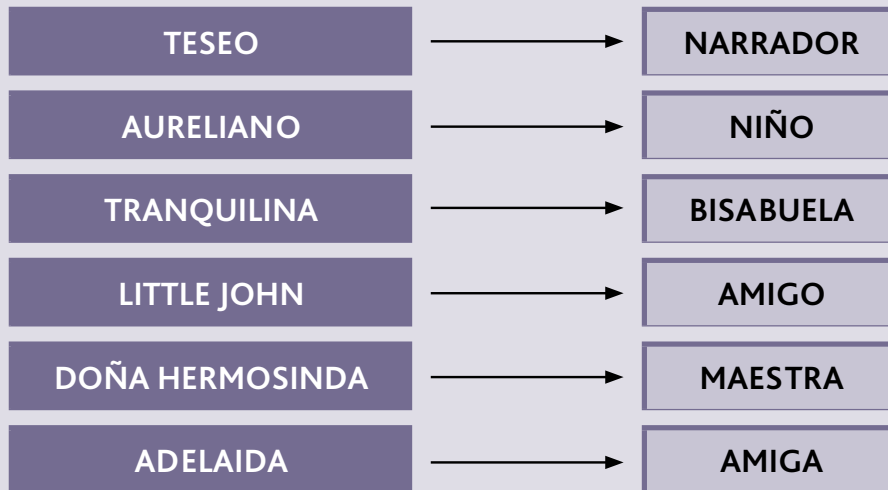 TESEO NARRADOR
AURELIANO NIÑO
TRANQUILINA BISABUELA
LITTLE JOHN AMIGO
DOÑA HERMOSINDA MAESTRA
ADELAIDA AMIGA